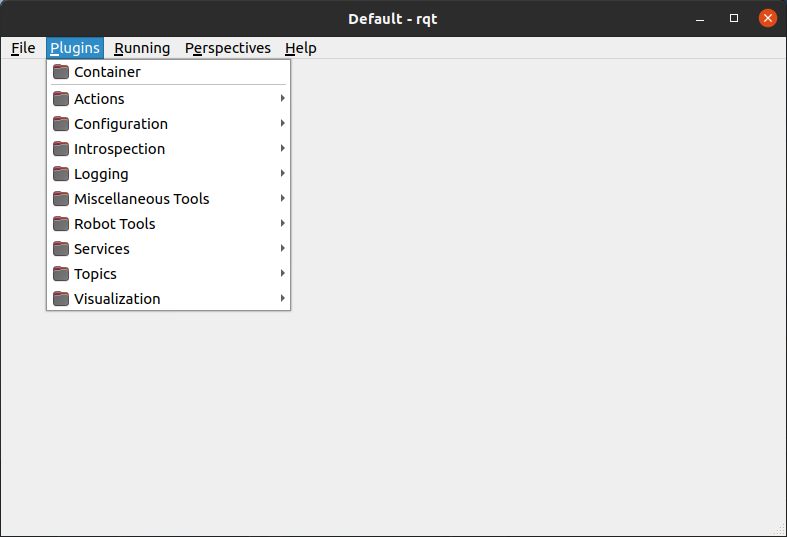 Default - rqt
File Plugins Running Perspectives Help
Container
Actions
Configuration
Introspection
Logging
Miscellaneous Tools
Robot Tools
Services
Topics
Visualization